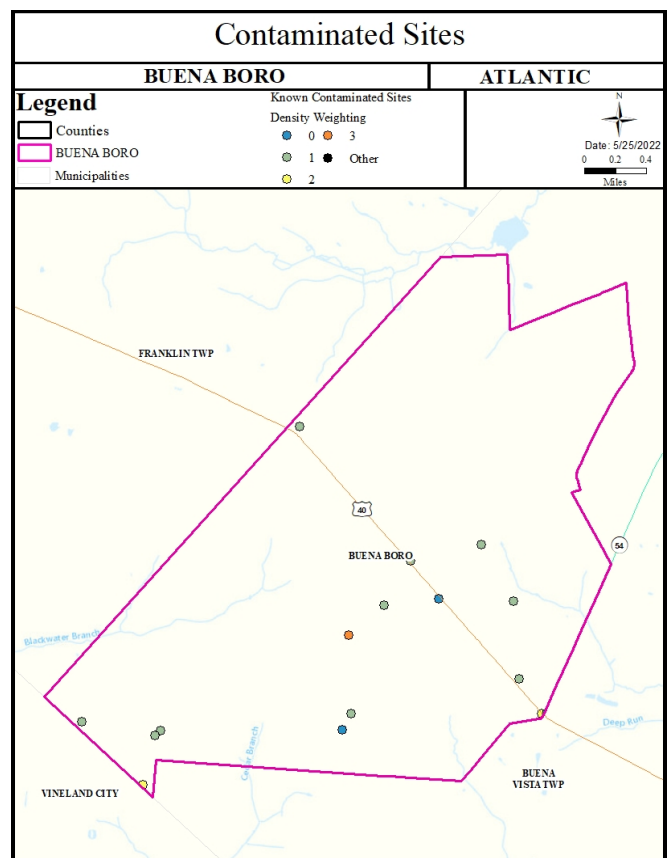 Contaminated Sites
BUENA BORO
ATLANTIC
Legend
Counties
BUENA BORO
Municipalities
Known Contaminated Sites
Density Weighting
0
3
1
Other
2
N
Date: 5/25/2022
0 0.2 0.4
Miles
FRANKLIN TWP
40
BUENA BORO
54
Blackwater Branch
Cedar Branch
Deep Run
VINELAND CITY
BUENA
VISTA TWP